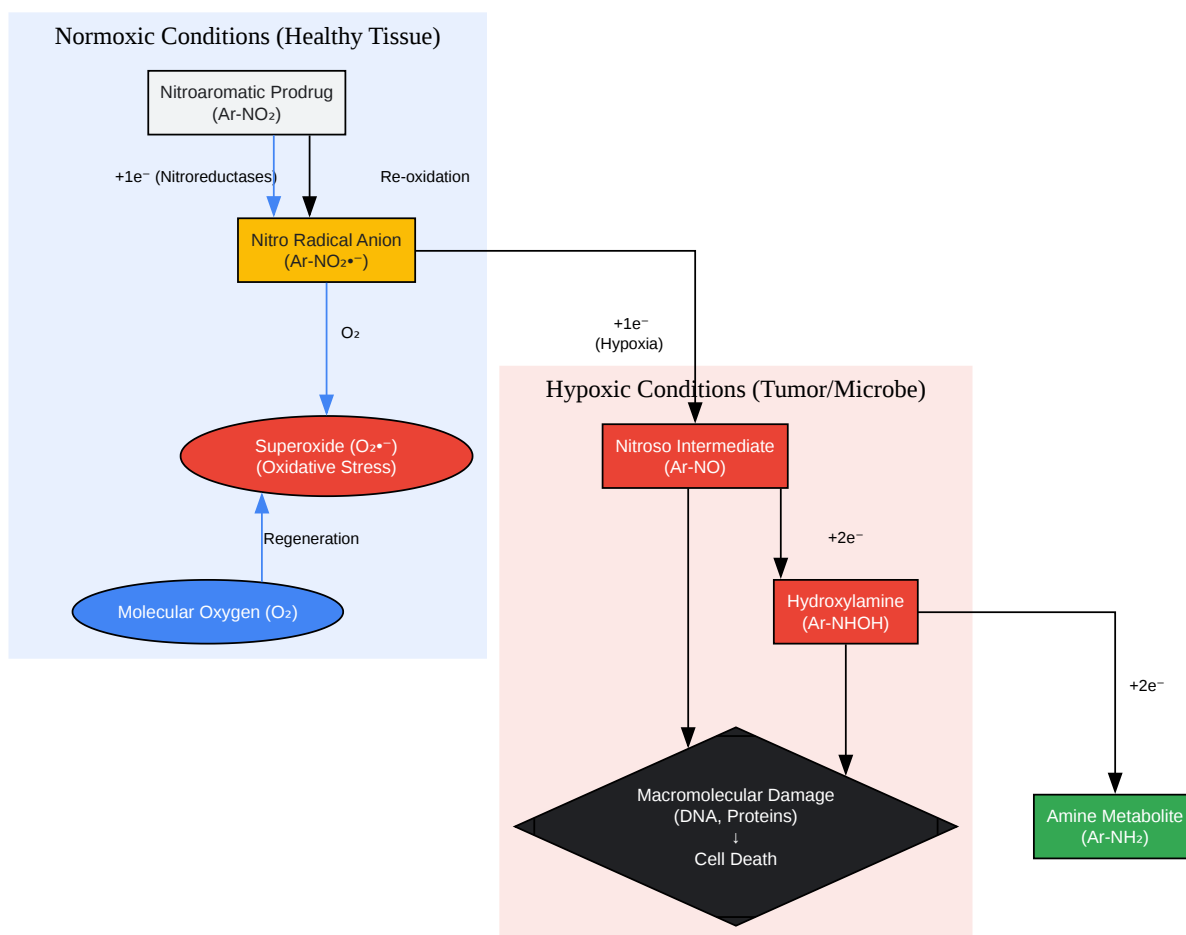 Normoxic Conditions (Healthy Tissue)
Nitroaromatic Prodrug
(Ar-NO₂)
+1e⁻ (Nitroreductases)
Re-oxidation
Nitro Radical Anion
(Ar-NO₂•⁻)
O₂
+1e⁻
(Hypoxia)
Hypoxic Conditions (Tumor/Microbe)
Superoxide (O₂•⁻)
(Oxidative Stress)
Nitroso Intermediate
(Ar-NO)
Regeneration
+2e⁻
Molecular Oxygen (O₂)
Hydroxylamine
(Ar-NHOH)
+2e⁻
Macromolecular Damage
(DNA, Proteins)
↓
Cell Death
Amine Metabolite
(Ar-NH₂)